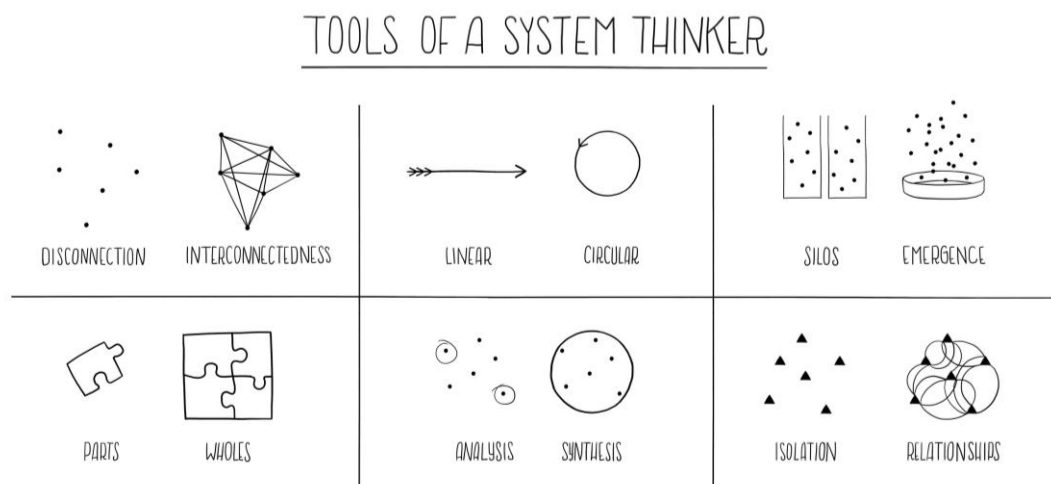 TOOLS OF A SYSTEM THINKER
DISCONNECTION INTERCONNECTEDNESS
LINEAR CIRCULAR
SILOS EMERGENCE
PARTS WHOLES
ANALYSIS SYNTHESIS
ISOLATION RELATIONSHIPS